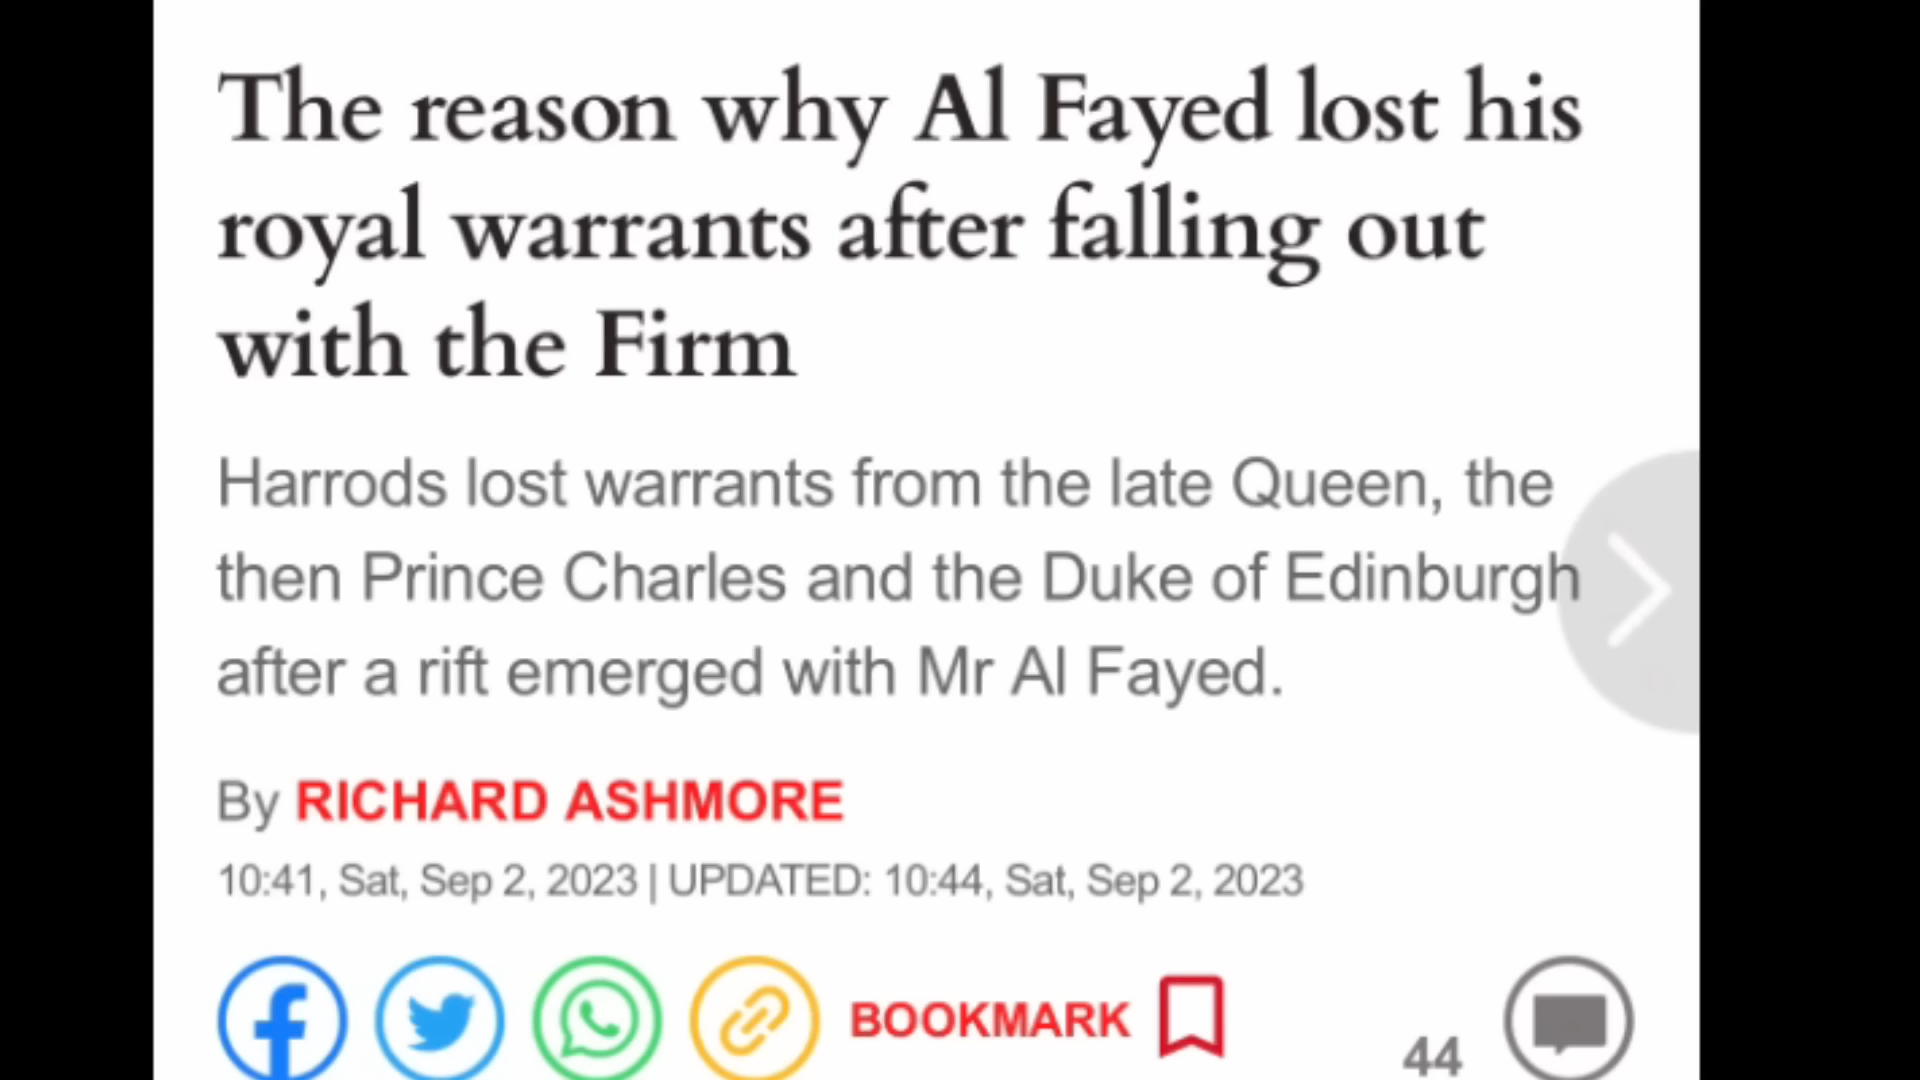 The reason why Al Fayed lost his
royal warrants after falling out
with the Firm
Harrods lost warrants from the late Queen, the
then Prince Charles and the Duke of Edinburgh
after a rift emerged with Mr Al Fayed.
By RICHARD ASHMORE
10:41, Sat, Sep 2, 2023 | UPDATED: 10:44, Sat, Sep 2, 2023
BOOKMARK
44